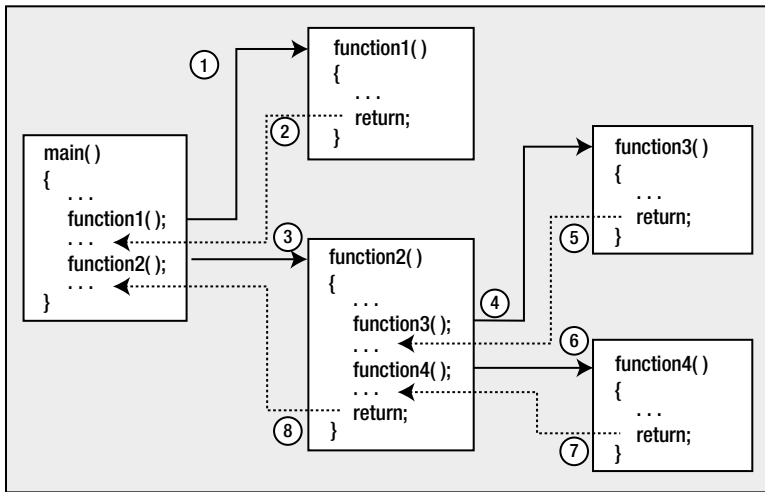 main( )
{
...
function1( );
...
function2( );
...
}
1
function1( )
{
...
return;
}
2
3
function2( )
{
...
function3( );
...
function4( );
...
return;
}
8
4
function3( )
{
...
return;
}
5
6
function4( )
{
...
return;
}
7